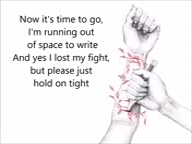 Now it's time to go,
I'm running out
of space to write
And yes I lost my fight,
but please just
hold on tight